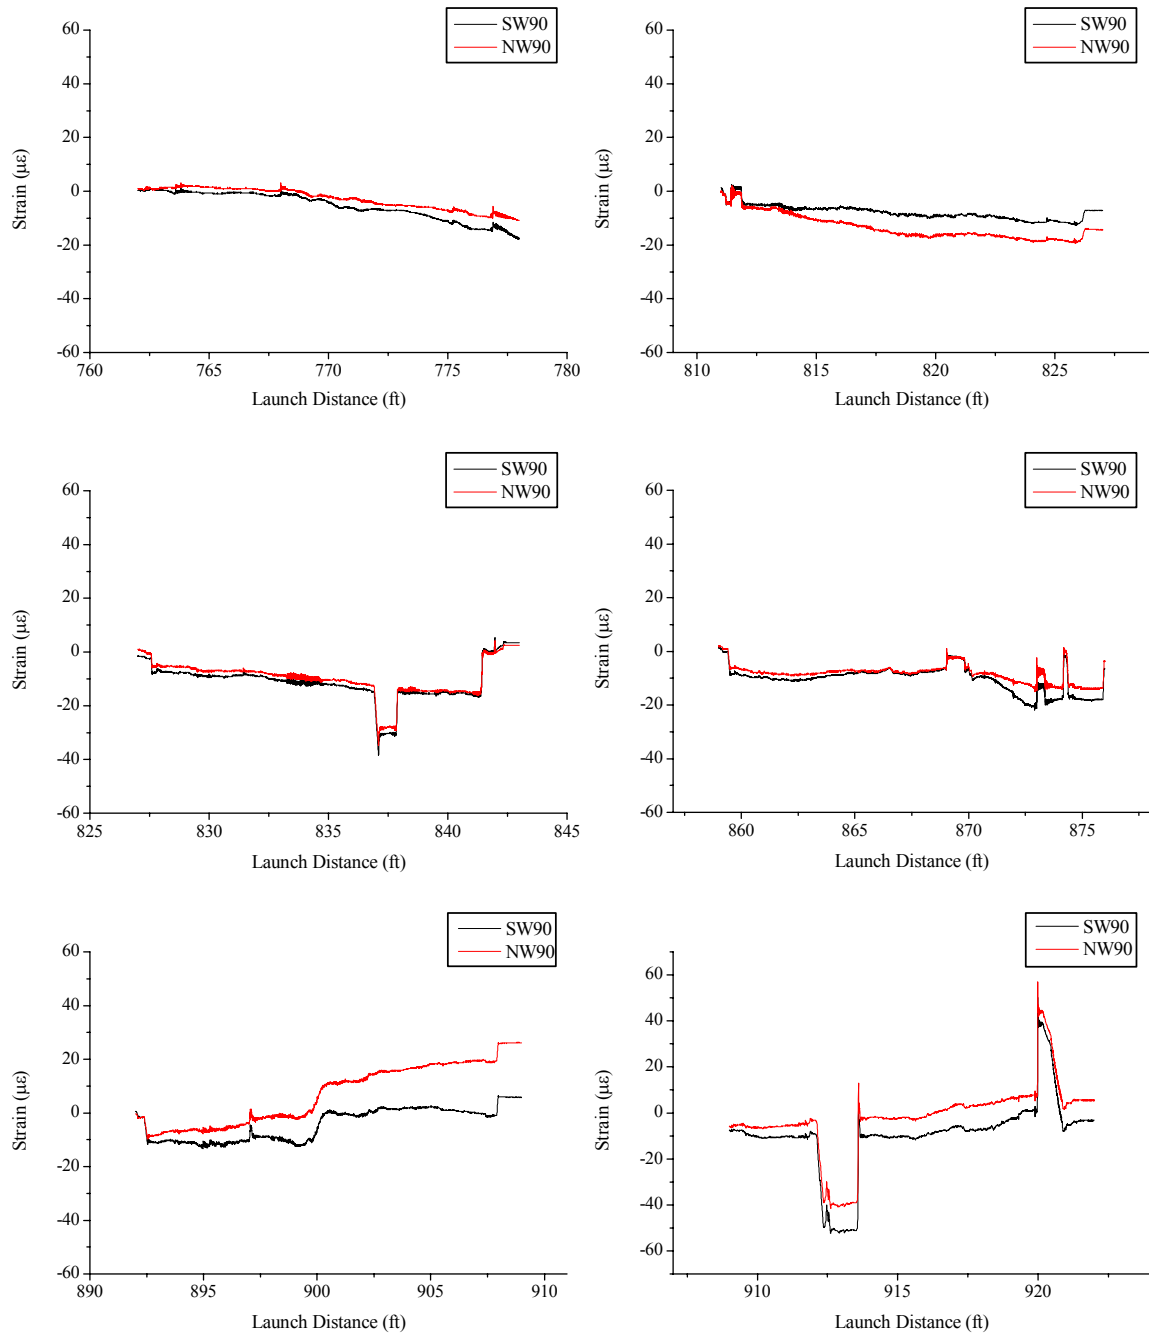 SW90
NW90
60
40
20
0
-20
-40
-60
Strain (με)
760
765
770
775
780
Launch Distance (ft)
SW90
NW90
60
40
20
0
-20
-40
-60
Strain (με)
810
815
820
825
Launch Distance (ft)
SW90
NW90
60
40
20
0
-20
-40
-60
Strain (με)
825
830
835
840
845
Launch Distance (ft)
SW90
NW90
60
40
20
0
-20
-40
-60
Strain (με)
860
865
870
875
Launch Distance (ft)
SW90
NW90
60
40
20
0
-20
-40
-60
Strain (με)
890
895
900
905
910
Launch Distance (ft)
SW90
NW90
60
40
20
0
-20
-40
-60
Strain (με)
910
915
920
Launch Distance (ft)